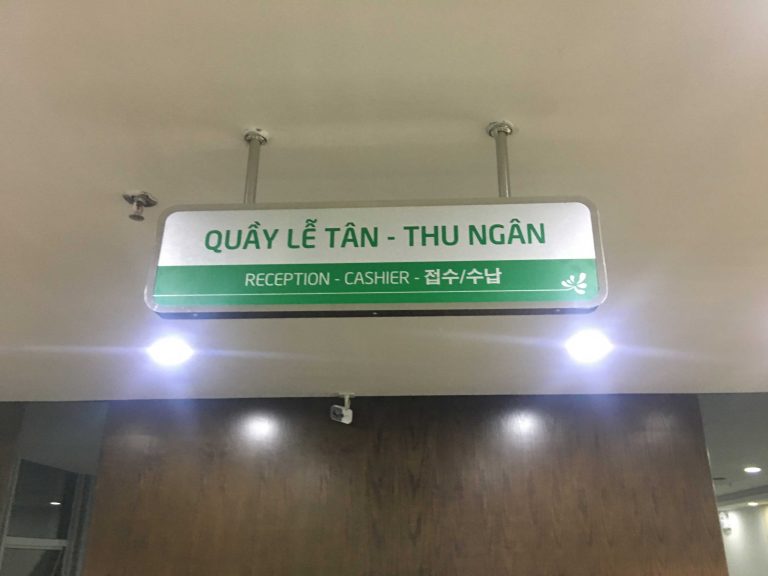 QUẦY LỄ TÂN - THU NGÂN
RECEPTION - CASHIER - 접수/수납